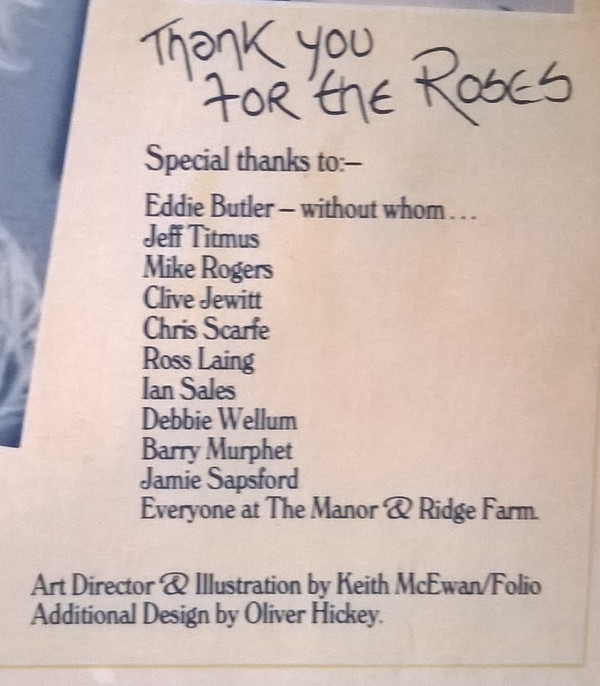 Thank you
for the Roses
Special thanks to:–
Eddie Butler – without whom...
Jeff Titmus
Mike Rogers
Clive Jewitt
Chris Scarfe
Ross Laing
Ian Sales
Debbie Wellum
Barry Murphet
Jamie Sapsford
Everyone at The Manor & Ridge Farm.
Art Director & Illustration by Keith McEwan/Folio
Additional Design by Oliver Hickey.